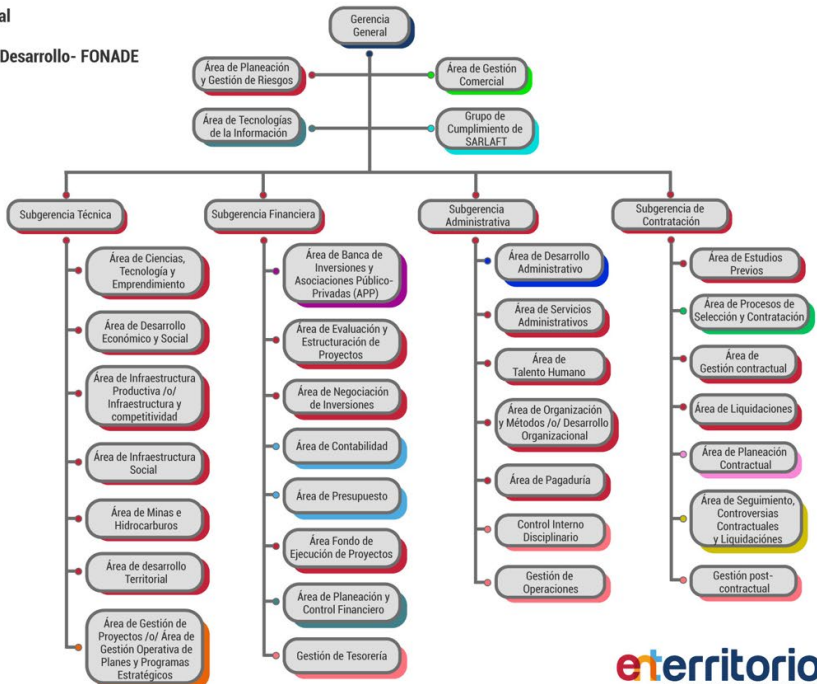 al
Desarrollo- FONADE
Gerencia
General
Área de Planeación
y Gestión de Riesgos
Área de Gestión
Comercial
Área de Tecnologías
de la Información
Grupo de
Cumplimiento de
SARLAFT
Subgerencia Técnica
Área de Ciencias,
Tecnología y
Emprendimiento
Área de Desarrollo
Económico y Social
Área de Infraestructura
Productiva /o/
Infraestructura y
competitividad
Área de Infraestructura
Social
Área de Minas e
Hidrocarburos
Área de desarrollo
Territorial
Área de Gestión de
Proyectos /o/ Área de
Gestión Operativa de
Planes y Programas
Estratégicos
Subgerencia Financiera
Área de Banca de
Inversiones y
Asociaciones Público-
Privadas (APP)
Área de Evaluación y
Estructuración de
Proyectos
Área de Negociación
de Inversiones
Área de Contabilidad
Área de Presupuesto
Área Fondo de
Ejecución de Proyectos
Área de Planeación y
Control Financiero
Gestión de Tesorería
Subgerencia
Administrativa
Área de Desarrollo
Administrativo
Área de Servicios
Administrativos
Área de
Talento Humano
Área de Organización
y Métodos /o/ Desarrollo
Organizacional
Área de Pagaduría
Control Interno
Disciplinario
Gestión de
Operaciones
Subgerencia de
Contratación
Área de Estudios
Previos
Área de Procesos de
Selección y Contratación
Área de
Gestión contractual
Área de Liquidaciones
Área de Planeación
Contractual
Área de Seguimiento,
Controversias
Contractuales
y Liquidaciónes
Gestión post-
contractual
enterritorio